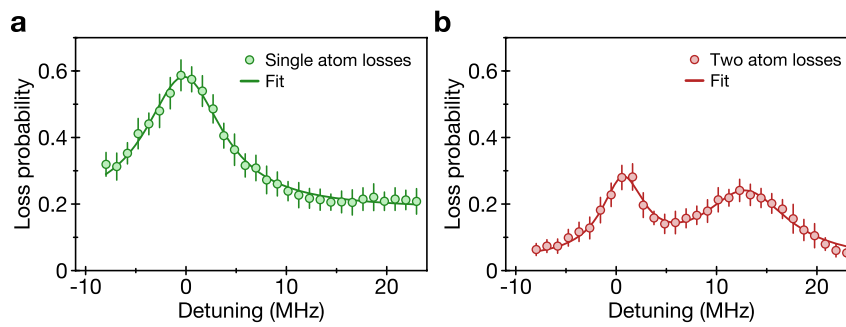 a
Single atom losses
Fit
Loss probability
0.6
0.4
0.2
0
-10
0
10
20
Detuning (MHz)
b
Two atom losses
Fit
Loss probability
0.6
0.4
0.2
0
-10
0
10
20
Detuning (MHz)